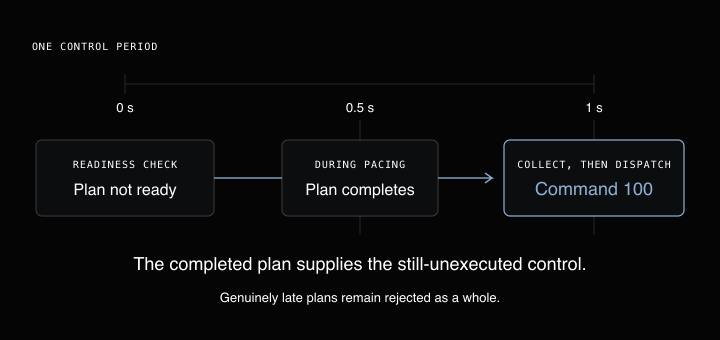 ONE CONTROL PERIOD
0 s
0.5 s
1 s
READINESS CHECK
Plan not ready
DURING PACING
Plan completes
COLLECT, THEN DISPATCH
Command 100
The completed plan supplies the still-unexecuted control.
Genuinely late plans remain rejected as a whole.